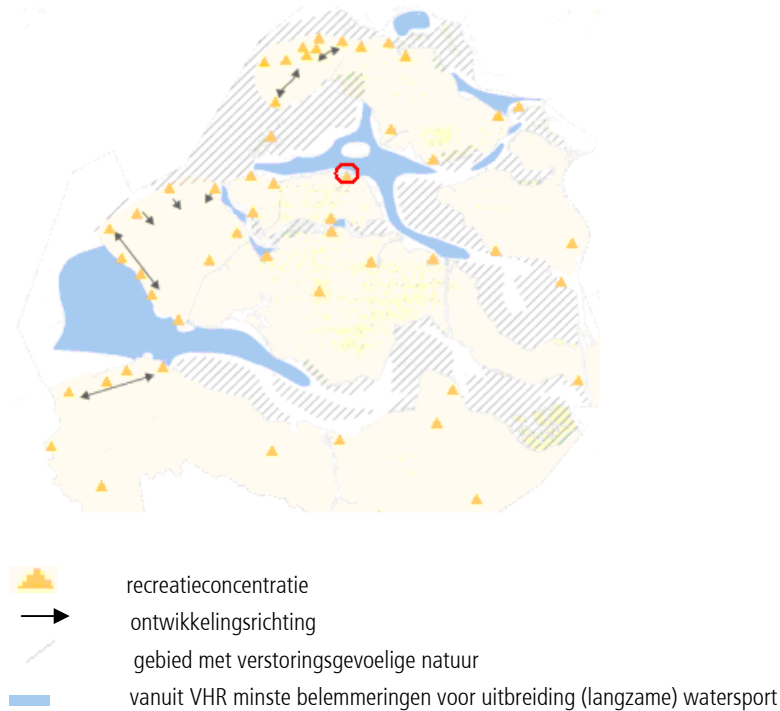 recreatieconcentratie
ontwikkelingsrichting
gebied met verstoringsgevoelige natuur
vanuit VHR minste belemmeringen voor uitbreiding (langzame) watersport